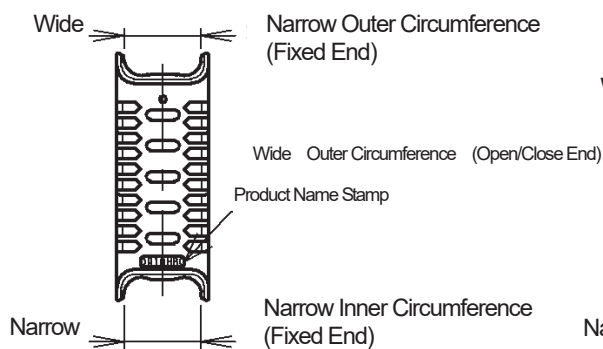 Wide
Narrow Outer Circumference
(Fixed End)
Wide Outer Circumference (Open/Close End)
Product Name Stamp
Narrow Inner Circumference
(Fixed End)
Narrow